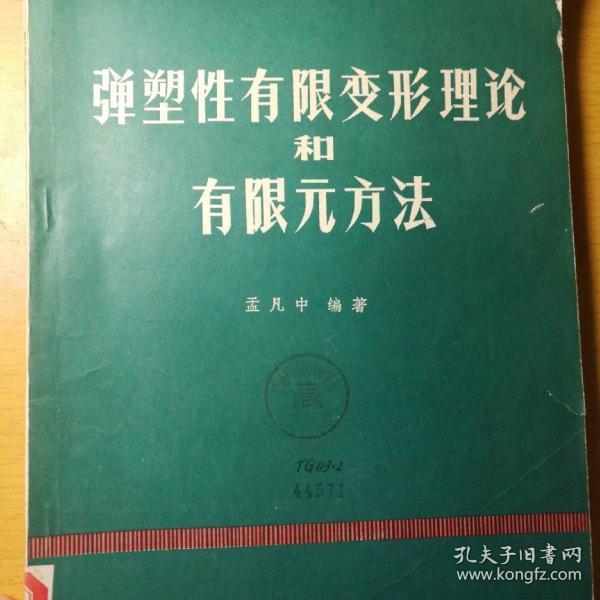 弹塑性有限变形理论
和
有限元方法
孟凡中 编著
藏
TG113.2
44571
孔夫子旧书网
www.kongfz.com